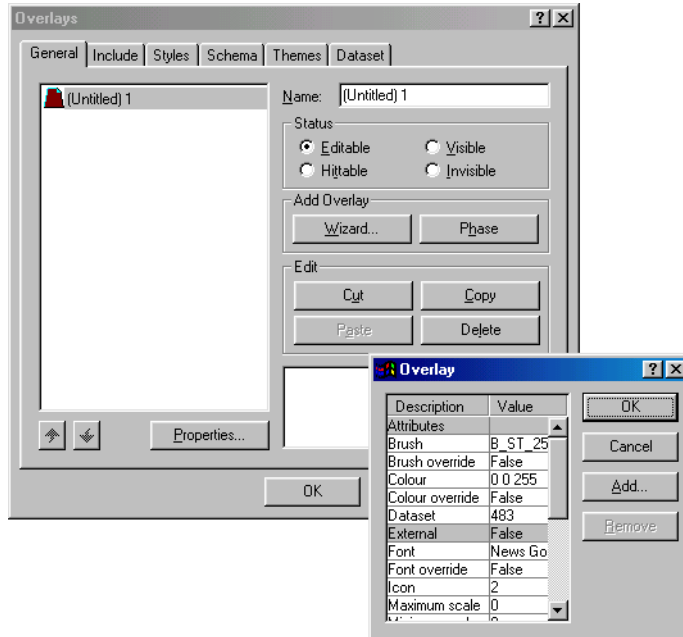 Overlays
General Include Styles Schema Themes Dataset
(Untitled) 1
Name: (Untitled) 1
Status
Editable Visible
Hittable Invisible
Add Overlay
Wizard... Phase
Edit
Cut Copy
Paste Delete
Properties...
OK
Overlay
Description Value
Attributes
Brush B_ST_25
Brush override False
Colour 0 0 255
Colour override False
Dataset 483
External False
Font News Go
Font override False
Icon 2
Maximum scale 0
OK
Cancel
Add...
Remove